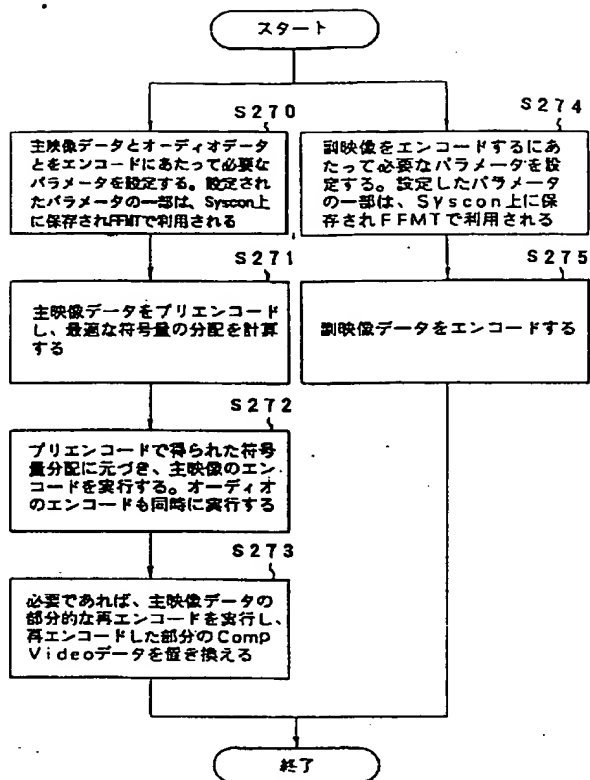 スタート
S270
主映像データとオーディオデータ
とをエンコードにあたって必要な
パラメータを設定する。設定され
たパラメータの一部は、Syscon上
に保存されFFMTで利用される
S271
主映像データをプリエンコード
し、最適な符号量の分配を計算
する
S272
プリエンコードで得られた符号
量分配に元づき、主映像のエン
コードを実行する。オーディオ
のエンコードも同時に実行する
S273
必要であれば、主映像データの
部分的な再エンコードを実行し、
再エンコードした部分のComp
Videoデータを置き換える
S274
副映像をエンコードするにあ
たって必要なパラメータを設
定する。設定したパラメータ
の一部は、Syscon上に保
存されFFMTで利用される
S275
副映像データをエンコードする
終了